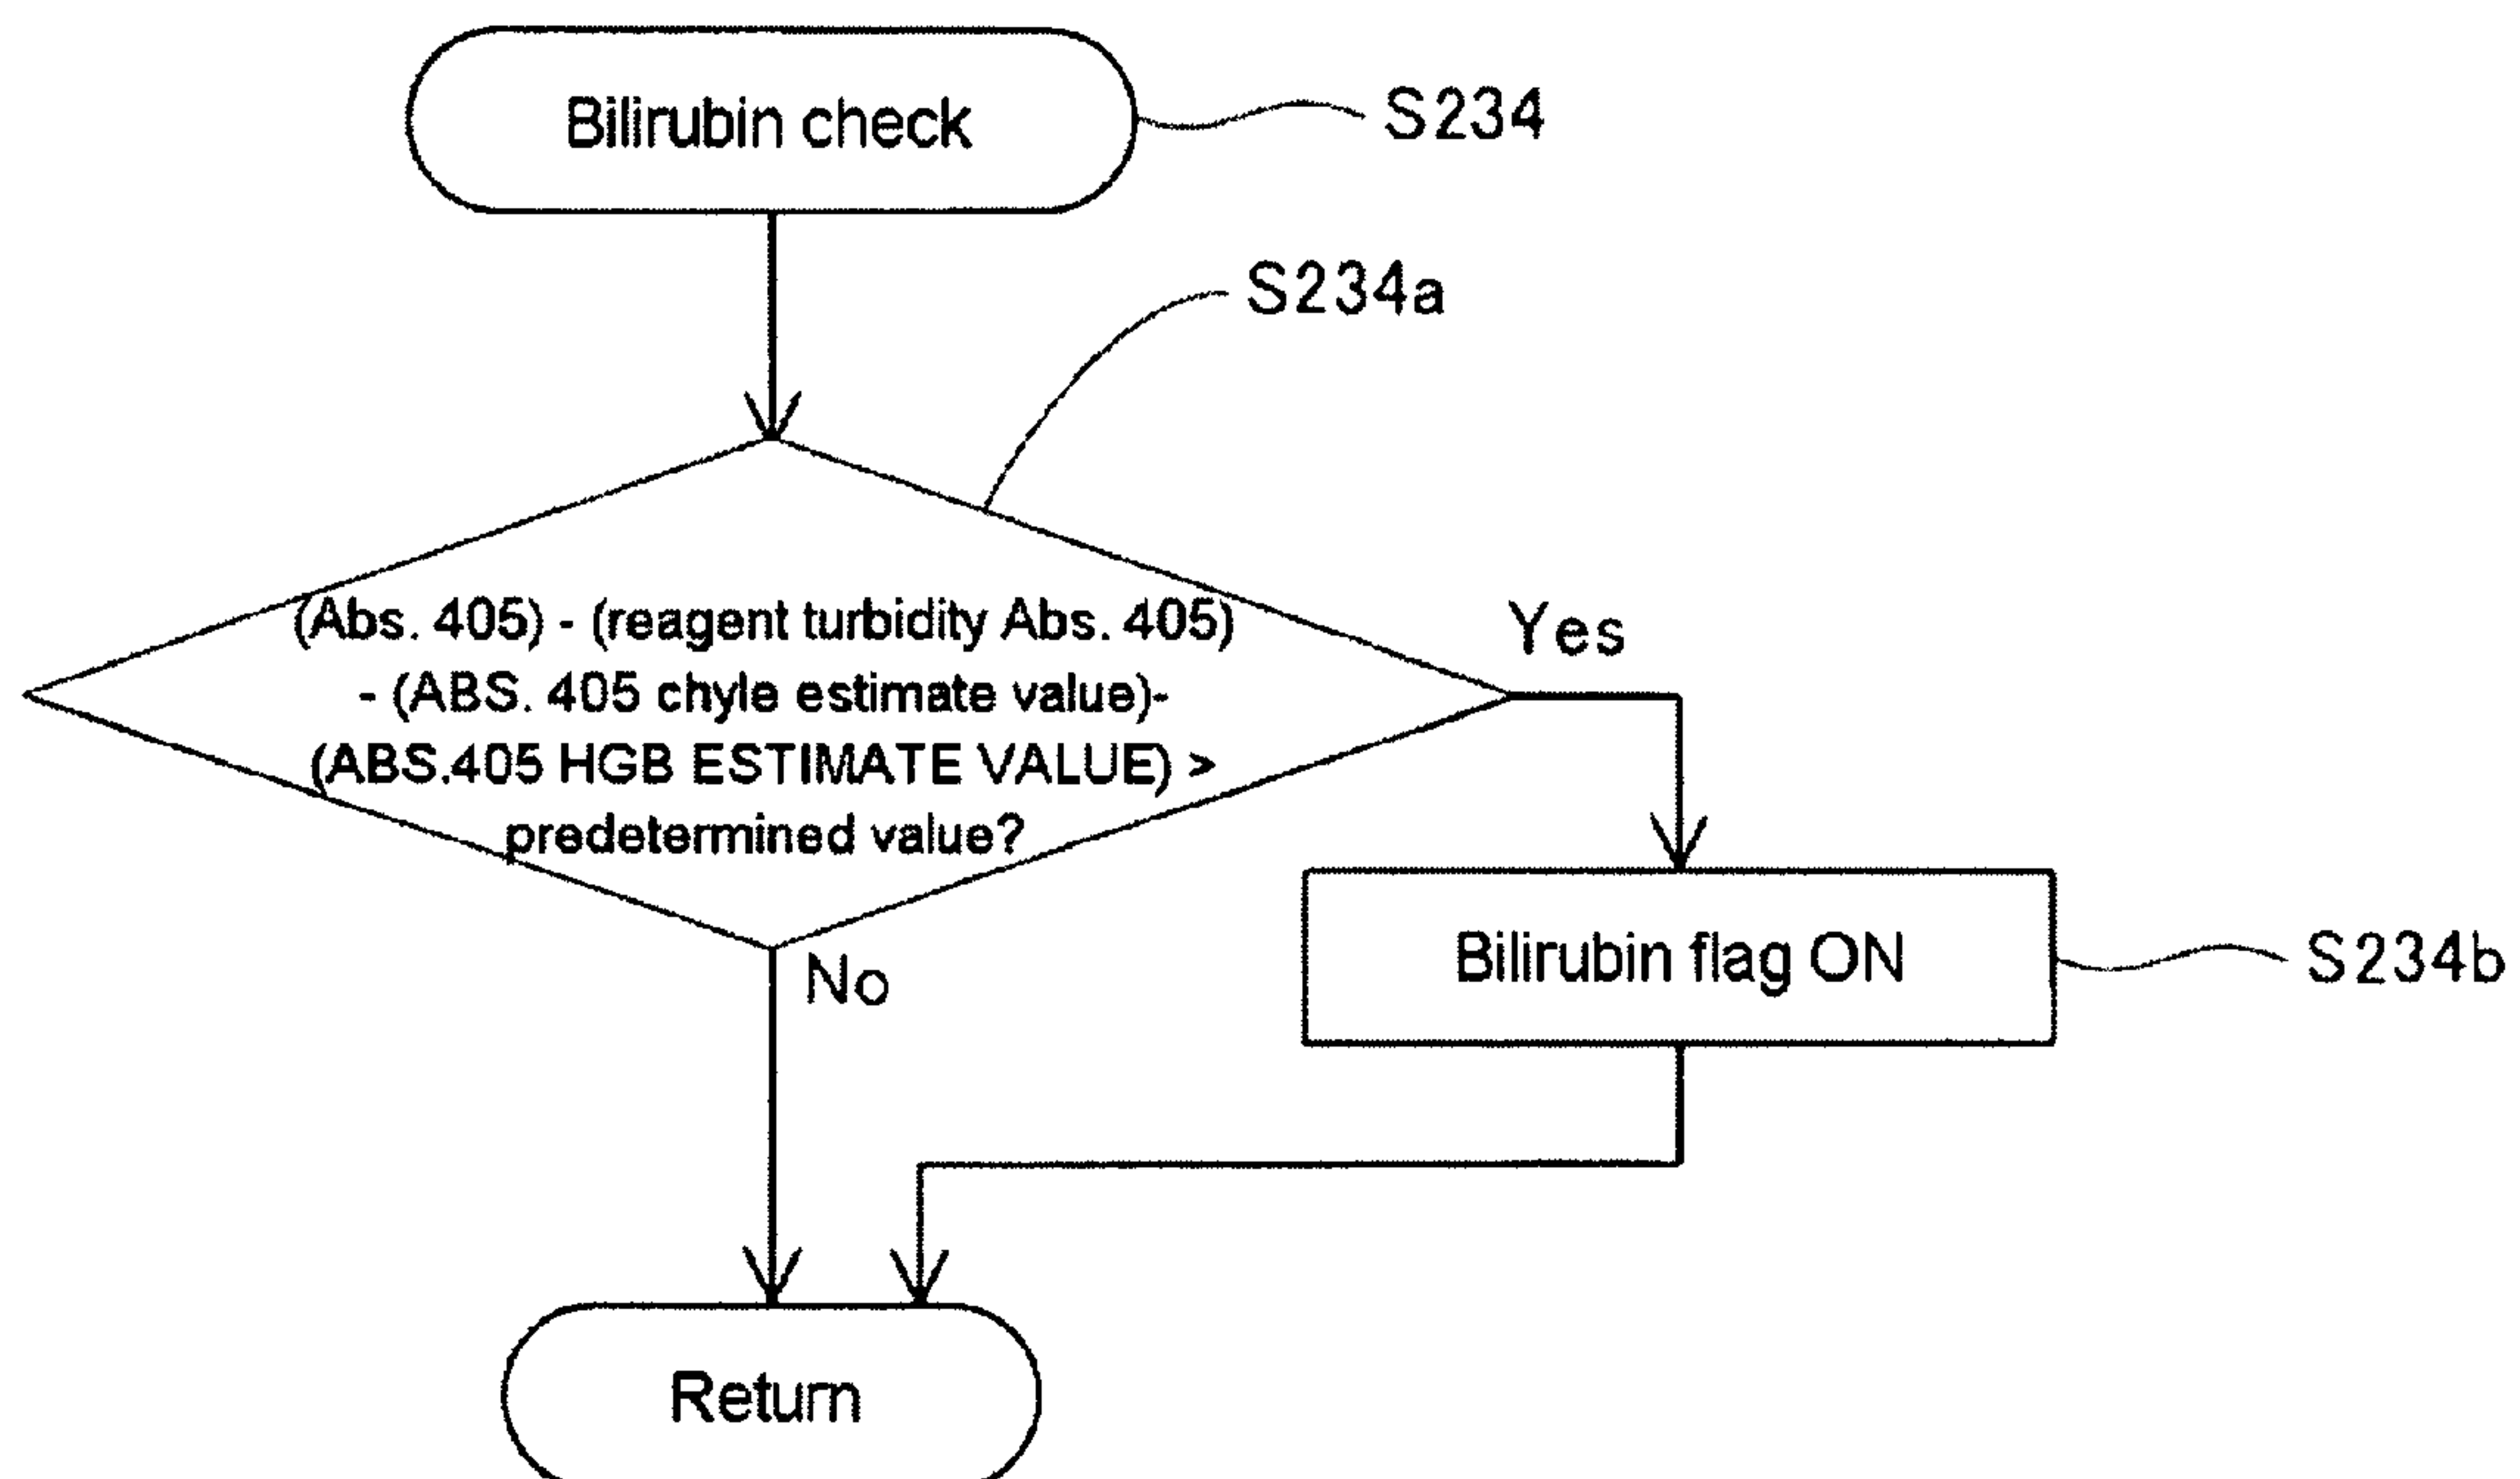 Bilirubin check
S234
S234a
(Abs. 405) - (reagent turbidity Abs. 405)
- (ABS. 405 chyle estimate value)-
(ABS.405 HGB ESTIMATE VALUE) >
predetermined value?
Yes
No
Bilirubin flag ON
S234b
Return